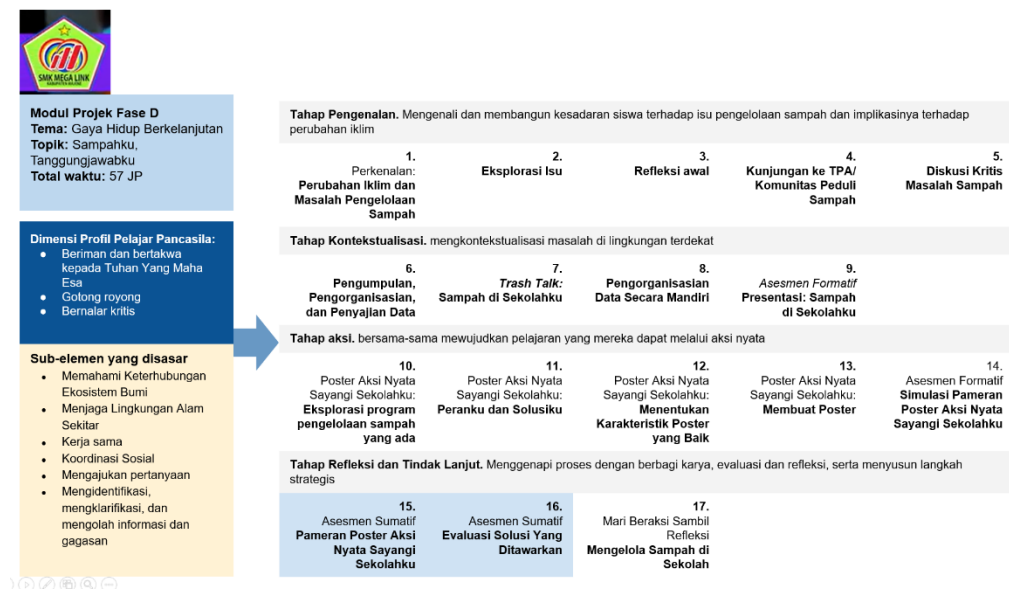 SMK MEGA LINK
Modul Projek Fase D
Tema: Gaya Hidup Berkelanjutan
Topik: Sampahku,
Tanggungjawabku
Total waktu: 57 JP
Dimensi Profil Pelajar Pancasila:
● Beriman dan bertakwa
kepada Tuhan Yang Maha
Esa
● Gotong royong
● Bernalar kritis
Sub-elemen yang disasar
• Memahami Keterhubungan
Ekosistem Bumi
• Menjaga Lingkungan Alam
Sekitar
• Kerja sama
• Koordinasi Sosial
• Mengajukan pertanyaan
• Mengidentifikasi,
mengklarifikasi, dan
mengolah informasi dan
gagasan
Tahap Pengenalan. Mengenali dan membangun kesadaran siswa terhadap isu pengelolaan sampah dan implikasinya terhadap
perubahan iklim
1.
Perkenalan:
Perubahan Iklim dan
Masalah Pengelolaan
Sampah
2.
Eksplorasi Isu
3.
Refleksi awal
4.
Kunjungan ke TPA/
Komunitas Peduli
Sampah
5.
Diskusi Kritis
Masalah Sampah
Tahap Kontekstualisasi. mengkontekstualisasi masalah di lingkungan terdekat
6.
Pengumpulan,
Pengorganisasian,
dan Penyajian Data
7.
Trash Talk:
Sampah di Sekolahku
8.
Pengorganisasian
Data Secara Mandiri
9.
Asesmen Formatif
Presentasi: Sampah
di Sekolahku
Tahap aksi. bersama-sama mewujudkan pelajaran yang mereka dapat melalui aksi nyata
10.
Poster Aksi Nyata
Sayangi Sekolahku:
Eksplorasi program
pengelolaan sampah
yang ada
11.
Poster Aksi Nyata
Sayangi Sekolahku:
Peranku dan Solusiku
12.
Poster Aksi Nyata
Sayangi Sekolahku:
Menentukan
Karakteristik Poster
yang Baik
13.
Poster Aksi Nyata
Sayangi Sekolahku:
Membuat Poster
14.
Asesmen Formatif
Simulasi Pameran
Poster Aksi Nyata
Sayangi Sekolahku
Tahap Refleksi dan Tindak Lanjut. Menggenapi proses dengan berbagi karya, evaluasi dan refleksi, serta menyusun langkah
strategis
15.
Asesmen Sumatif
Pameran Poster Aksi
Nyata Sayangi
Sekolahku
16.
Asesmen Sumatif
Evaluasi Solusi Yang
Ditawarkan
17.
Mari Beraksi Sambil
Refleksi
Mengelola Sampah di
Sekolah